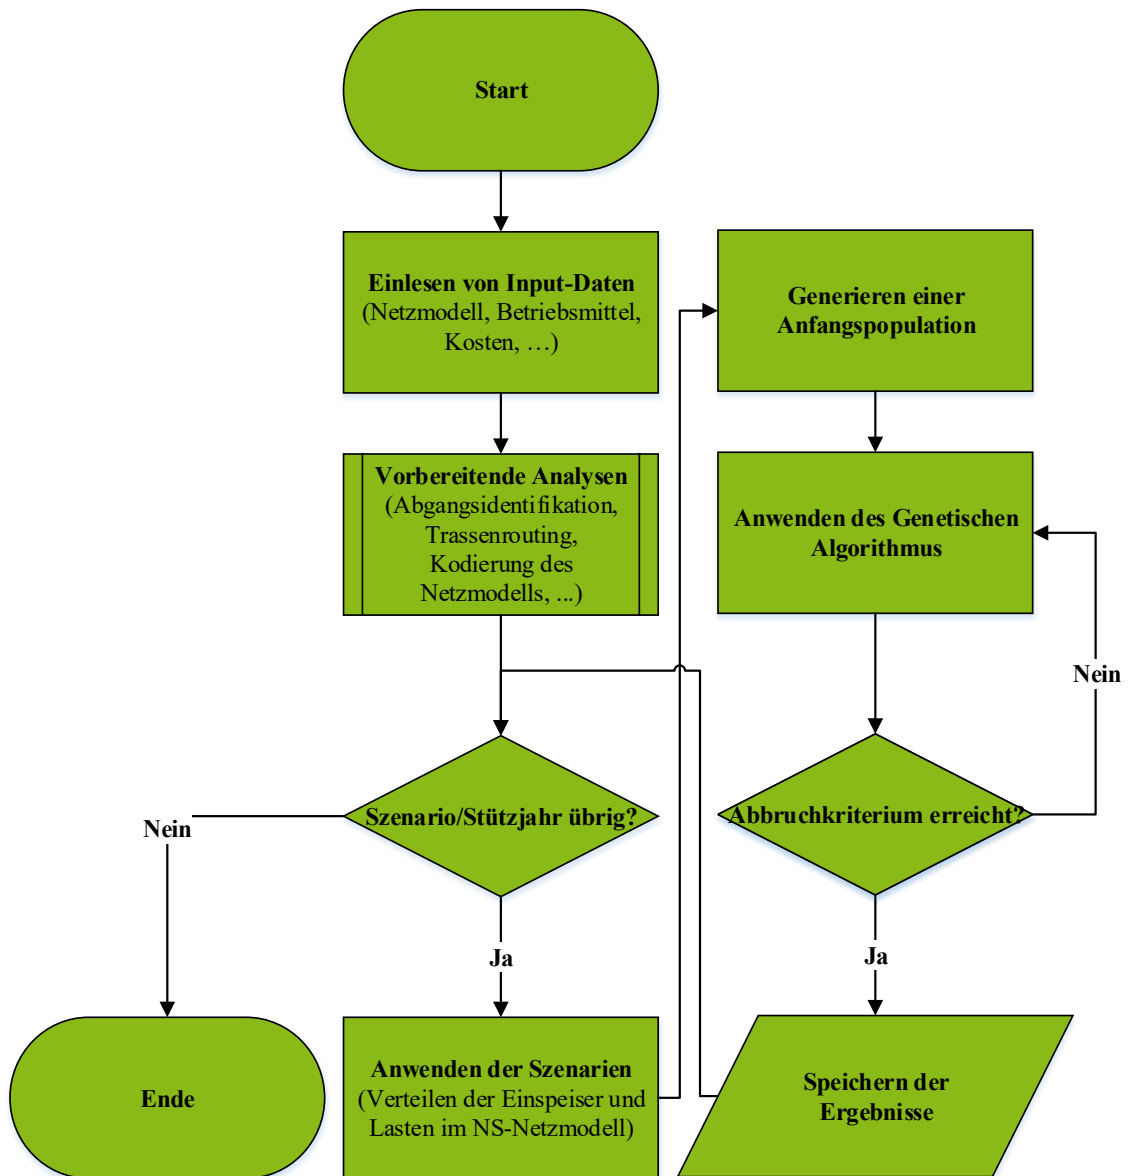 Start
Einlesen von Input-Daten
(Netzmodell, Betriebsmittel,
Kosten, …)
Vorbereitende Analysen
(Abgangsidentifikation,
Trassenrouting,
Kodierung des
Netzmodells, ...)
Szenario/Stützjahr übrig?
Nein
Ja
Ende
Anwenden der Szenarien
(Verteilen der Einspeiser und
Lasten im NS-Netzmodell)
Generieren einer
Anfangspopulation
Anwenden des Genetischen
Algorithmus
Nein
Abbruchkriterium erreicht?
Ja
Speichern der
Ergebnisse